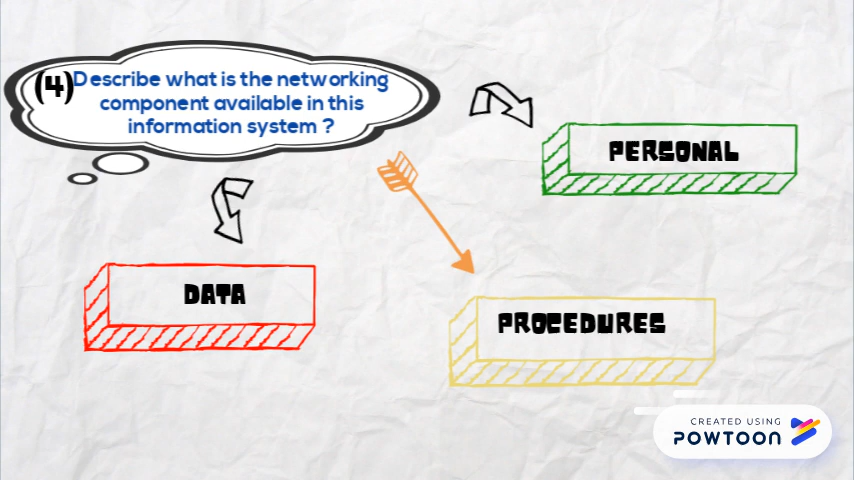 (4)Describe what is the networking
component available in this
information system ?
PERSONAL
DATA
PROCEDURES
CREATED USING
POWTOON